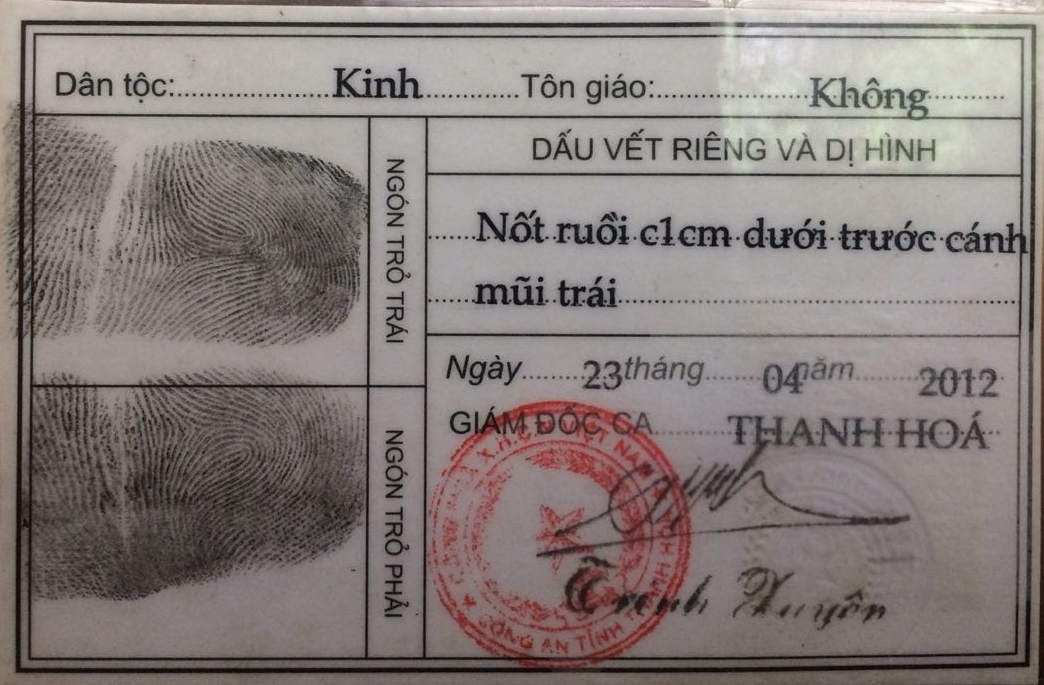 Dân tộc:..................Kinh...........Tôn giáo:..................Không..........
DẤU VẾT RIÊNG VÀ DỊ HÌNH
NGÓN TRỎ TRÁI
Nốt ruồi c1cm dưới trước cánh
mũi trái
NGÓN TRỎ PHẢI
Ngày 23 tháng 04 năm 2012
GIÁM ĐỐC CA THANH HOÁ
CÔNG AN TỈNH THANH
Trịnh Xuyên